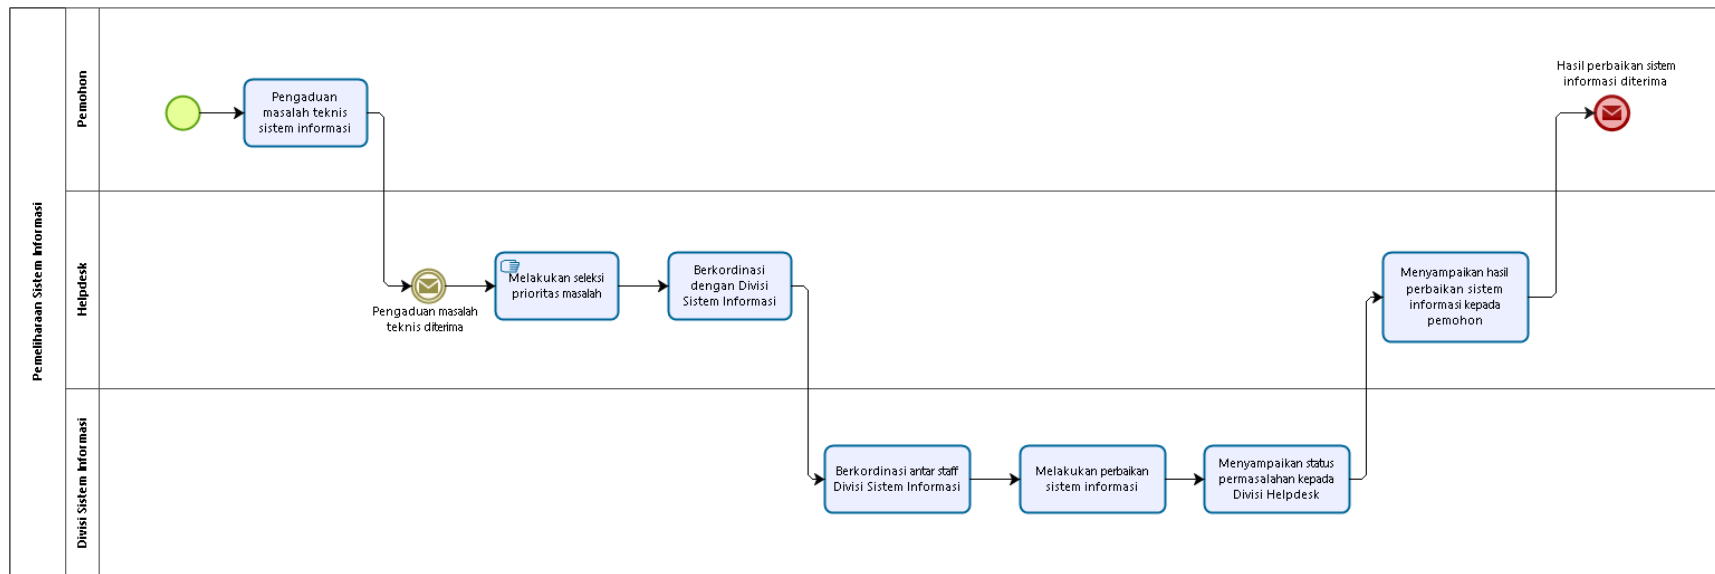 Pemeliharaan Sistem Informasi
Pemohon
Pengaduan
masalah teknis
sistem informasi
Hasil perbaikan sistem
informasi diterima
Helpdesk
Pengaduan masalah
teknis diterima
Melakukan seleksi
prioritas masalah
Berkordinasi
dengan Divisi
Sistem Informasi
Menyampaikan hasil
perbaikan sistem
informasi kepada
pemohon
Divisi Sistem Informasi
Berkordinasi antar staff
Divisi Sistem Informasi
Melakukan perbaikan
sistem informasi
Menyampaikan status
permasalahan kepada
Divisi Helpdesk